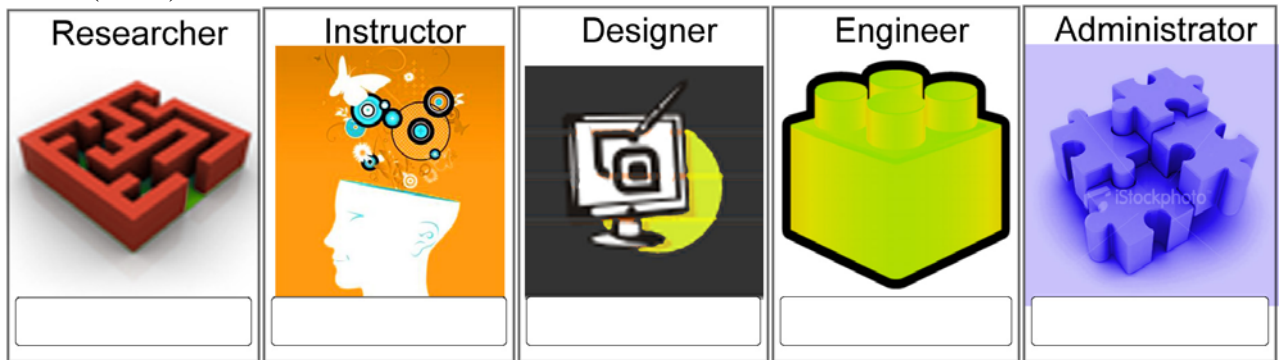 Researcher
Instructor
Designer
Engineer
Administrator
iStockphoto